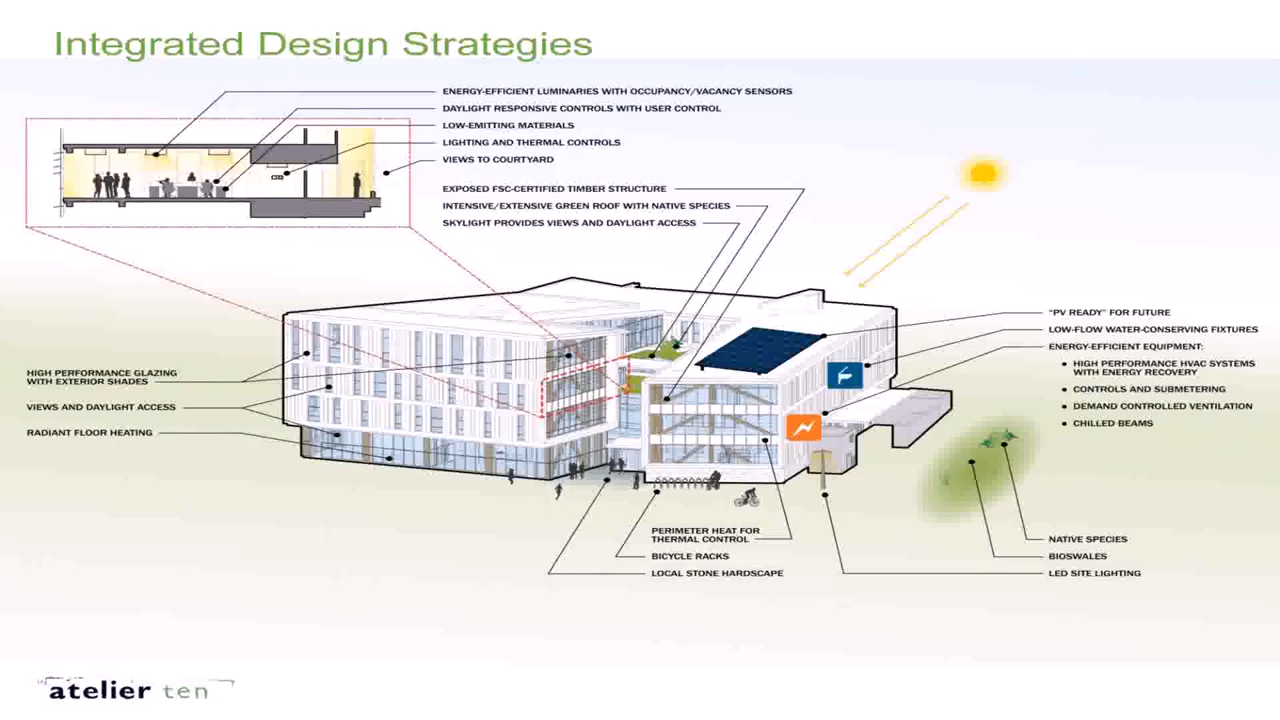 Integrated Design Strategies
ENERGY-EFFICIENT LUMINARIES WITH OCCUPANCY/VACANCY SENSORS
DAYLIGHT RESPONSIVE CONTROLS WITH USER CONTROL
LOW-EMITTING MATERIALS
LIGHTING AND THERMAL CONTROLS
VIEWS TO COURTYARD
EXPOSED FSC-CERTIFIED TIMBER STRUCTURE
INTENSIVE/EXTENSIVE GREEN ROOF WITH NATIVE SPECIES
SKYLIGHT PROVIDES VIEWS AND DAYLIGHT ACCESS
HIGH PERFORMANCE GLAZING
WITH EXTERIOR SHADES
VIEWS AND DAYLIGHT ACCESS
RADIANT FLOOR HEATING
"PV READY" FOR FUTURE
LOW-FLOW WATER-CONSERVING FIXTURES
ENERGY-EFFICIENT EQUIPMENT:
• HIGH PERFORMANCE HVAC SYSTEMS
WITH ENERGY RECOVERY
• CONTROLS AND SUBMETERING
• DEMAND CONTROLLED VENTILATION
• CHILLED BEAMS
PERIMETER HEAT FOR
THERMAL CONTROL
BICYCLE RACKS
LOCAL STONE HARDSCAPE
NATIVE SPECIES
BIOSWALES
LED SITE LIGHTING
atelier ten